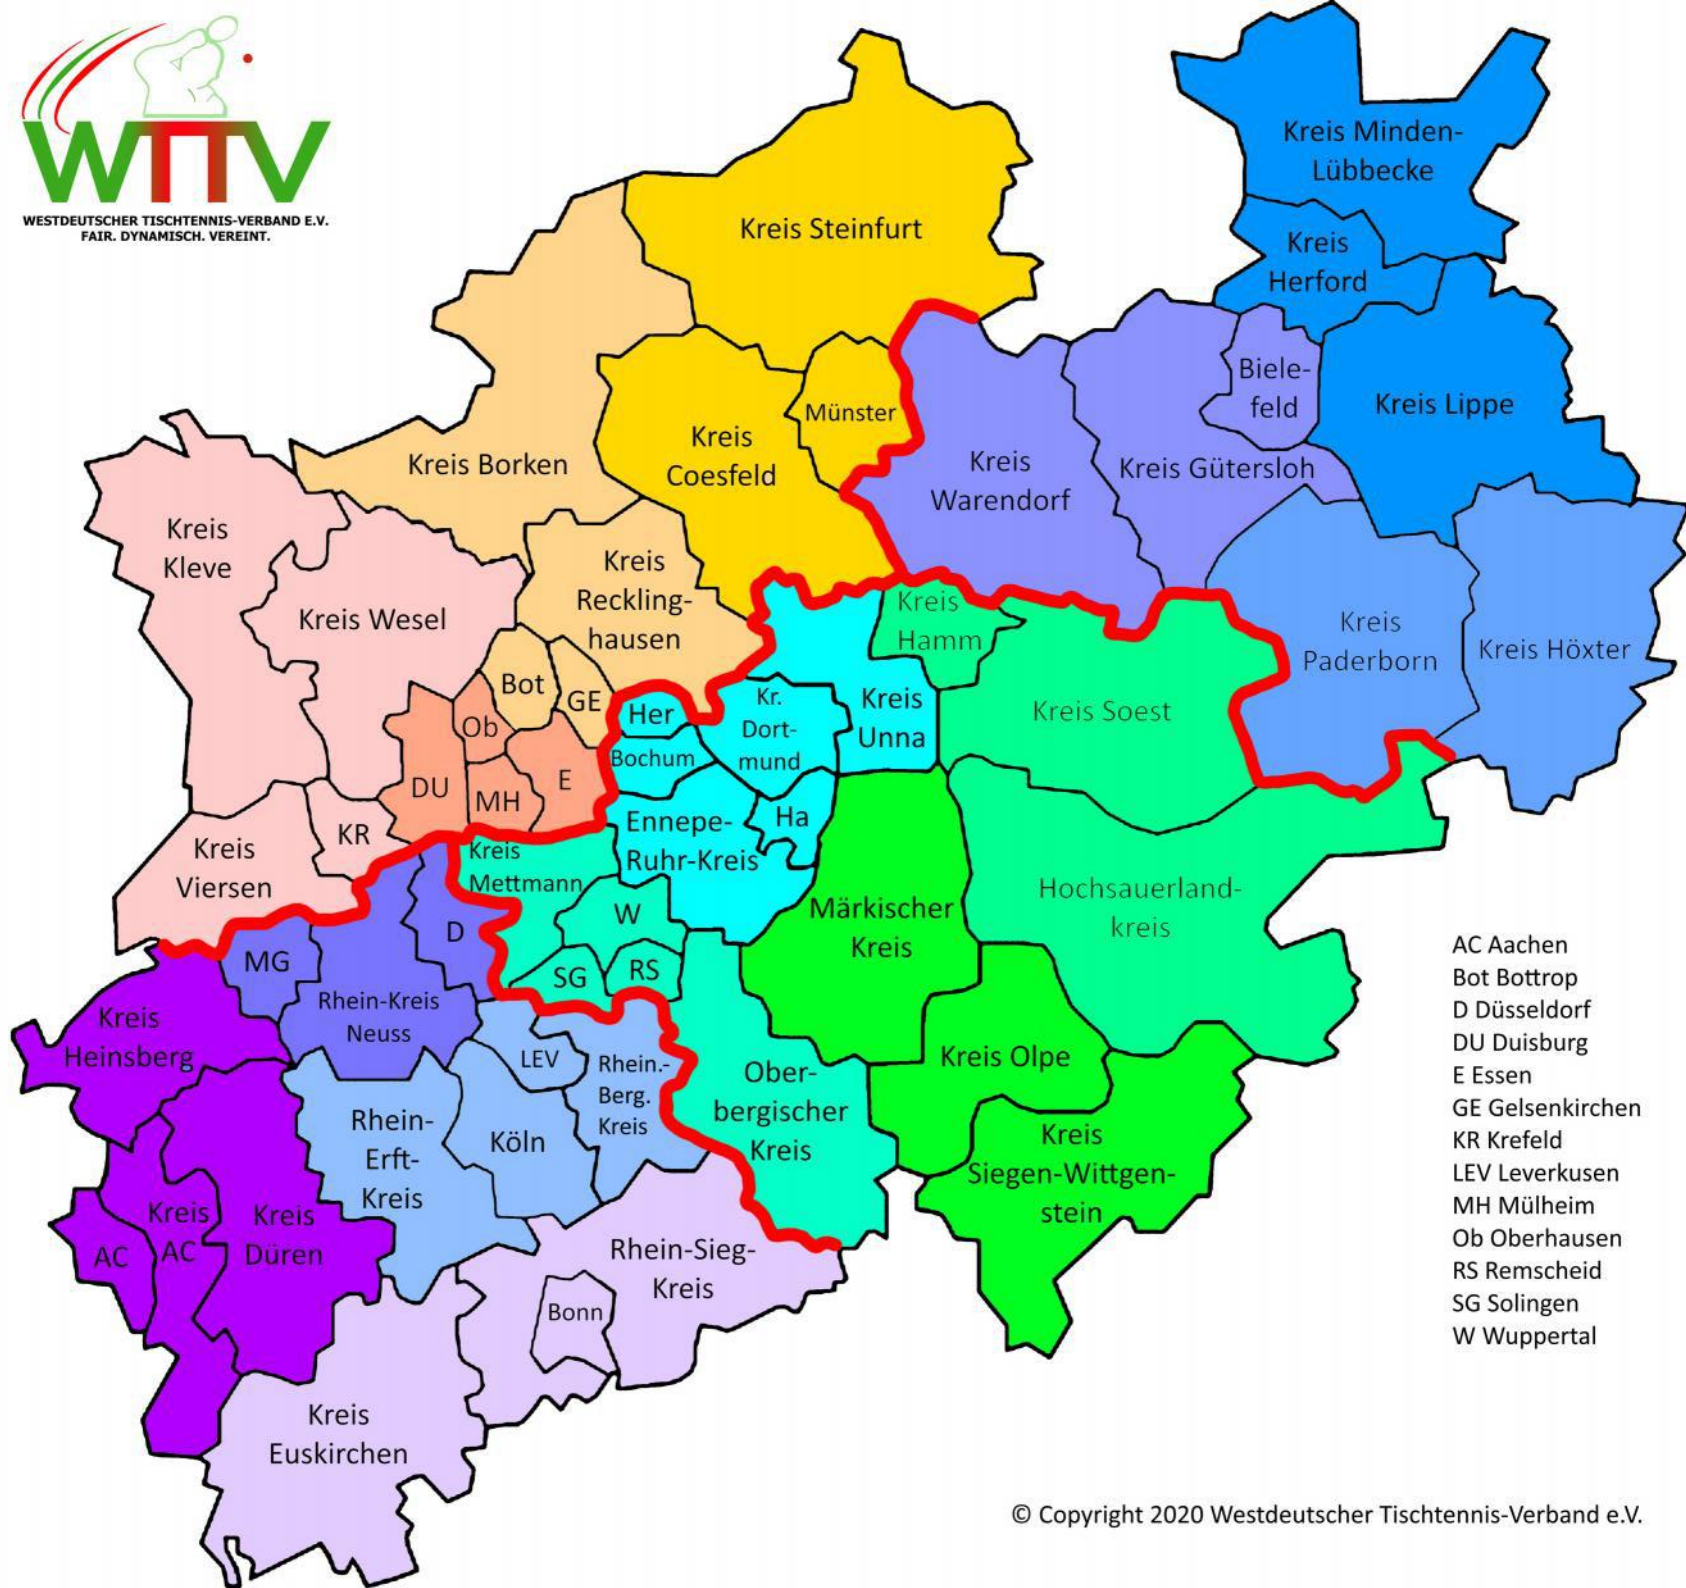 WTTV
WESTDEUTSCHER TISCHTENNIS-VERBAND E.V.
FAIR. DYNAMISCH. VEREINT.
Kreis Minden-
Lübbecke
Kreis Steinfurt
Kreis
Herford
Biele-
feld
Kreis Lippe
Münster
Kreis
Coesfeld
Kreis Borken
Kreis
Warendorf
Kreis Gütersloh
Kreis
Kleve
Kreis
Reckling-
hausen
Kreis Wesel
Kreis
Hamm
Kreis
Paderborn
Kreis Höxter
Bot
GE
Kr.
Dort-
mund
Kreis
Unna
Kreis Soest
Her
Ob
Bochum
DU
MH
E
Ha
Ennepe-
Ruhr-Kreis
KR
Kreis
Viersen
Kreis
Mettmann
Hochsauerland-
kreis
Märkischer
Kreis
W
D
MG
SG
RS
Rhein-Kreis
Neuss
Kreis
Heinsberg
LEV
Rhein.-
Berg.
Kreis
Kreis Olpe
Ober-
bergischer
Kreis
Rhein-
Erft-
Kreis
Köln
Kreis
Siegen-Wittgen-
stein
AC
Kreis
AC
Kreis
Düren
Rhein-Sieg-
Kreis
Bonn
Kreis
Euskirchen
AC Aachen
Bot Bottrop
D Düsseldorf
DU Duisburg
E Essen
GE Gelsenkirchen
KR Krefeld
LEV Leverkusen
MH Mülheim
Ob Oberhausen
RS Remscheid
SG Solingen
W Wuppertal
© Copyright 2020 Westdeutscher Tischtennis-Verband e.V.